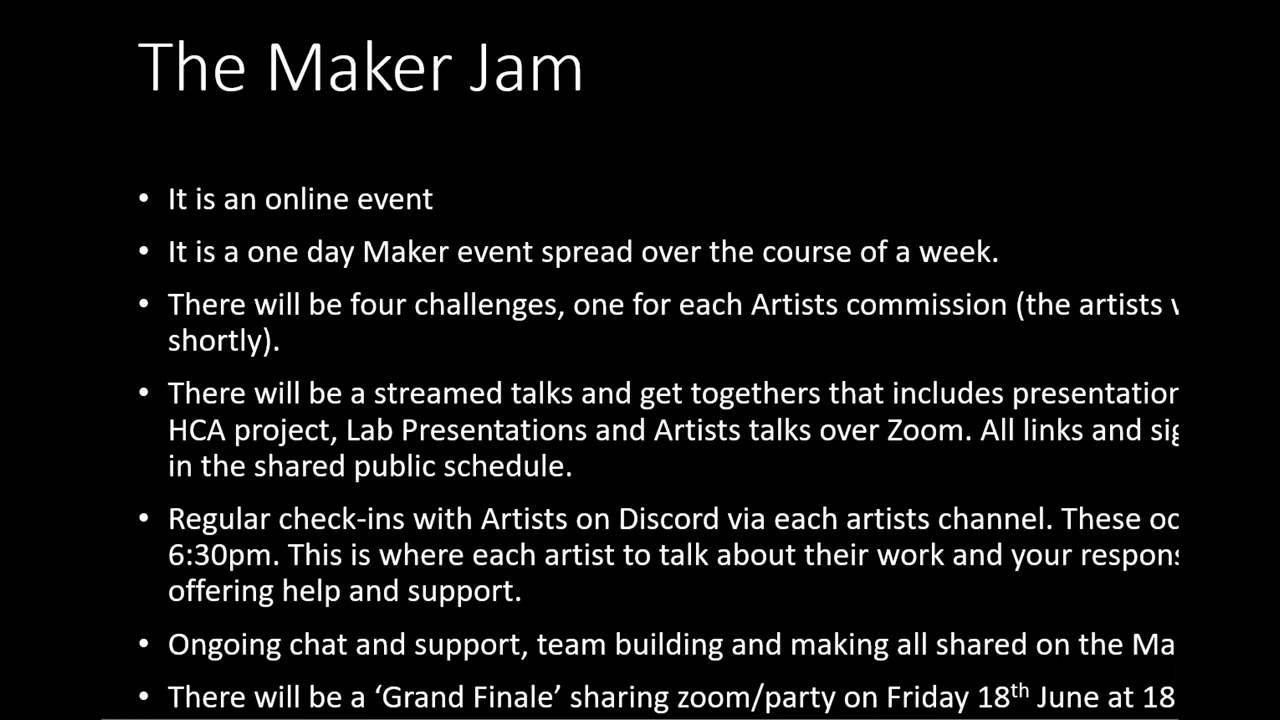 The Maker Jam
• It is an online event
• It is a one day Maker event spread over the course of a week.
• There will be four challenges, one for each Artists commission (the artists
shortly).
• There will be a streamed talks and get togethers that includes
HCA project, Lab Presentations and Artists talks over Zoom. All links and
in the shared public schedule.
• Regular check-ins with Artists on Discord via each artists channel. These
6:30pm. This is where each artist to talk about their work and your
offering help and support.
• Ongoing chat and support, team building and making all shared on the
• There will be a ‘Grand Finale’ sharing zoom/party on Friday 18th June at 18